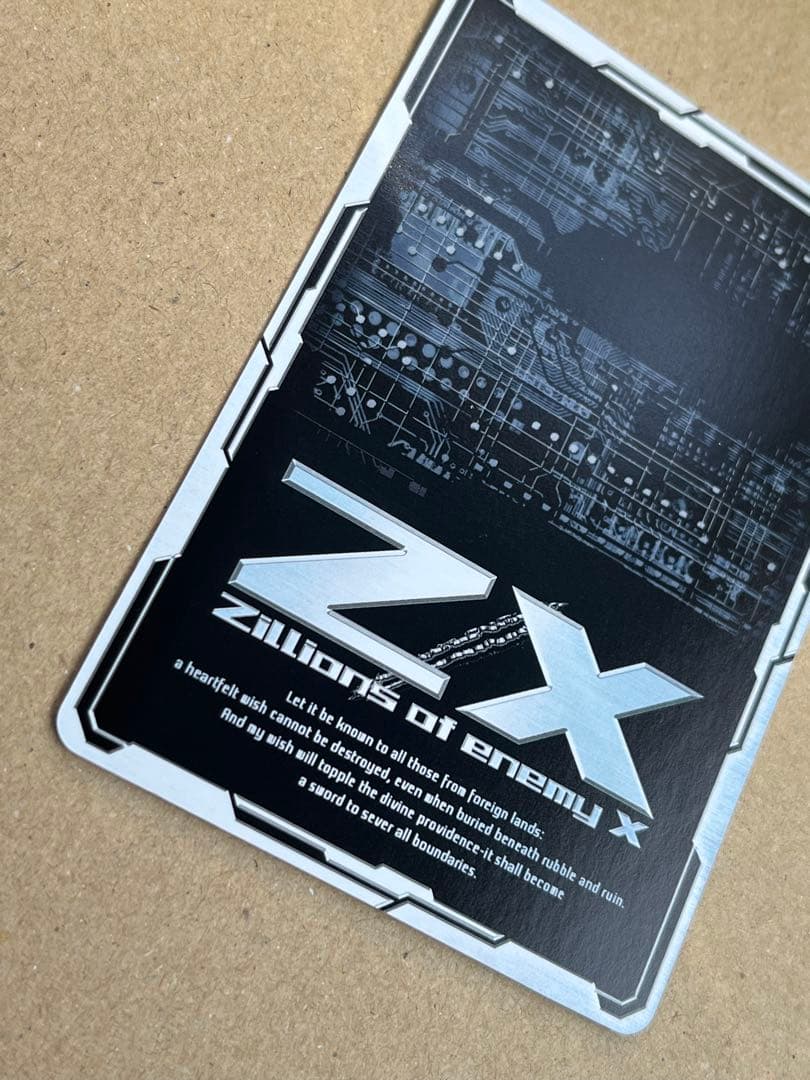 Z/X
Zillions of enemy X
Let it be known to all those from foreign lands:
a heartfelt wish cannot be destroyed, even when buried beneath rubble and ruin.
And my wish will topple the divine providence-it shall become
a sword to sever all boundaries.